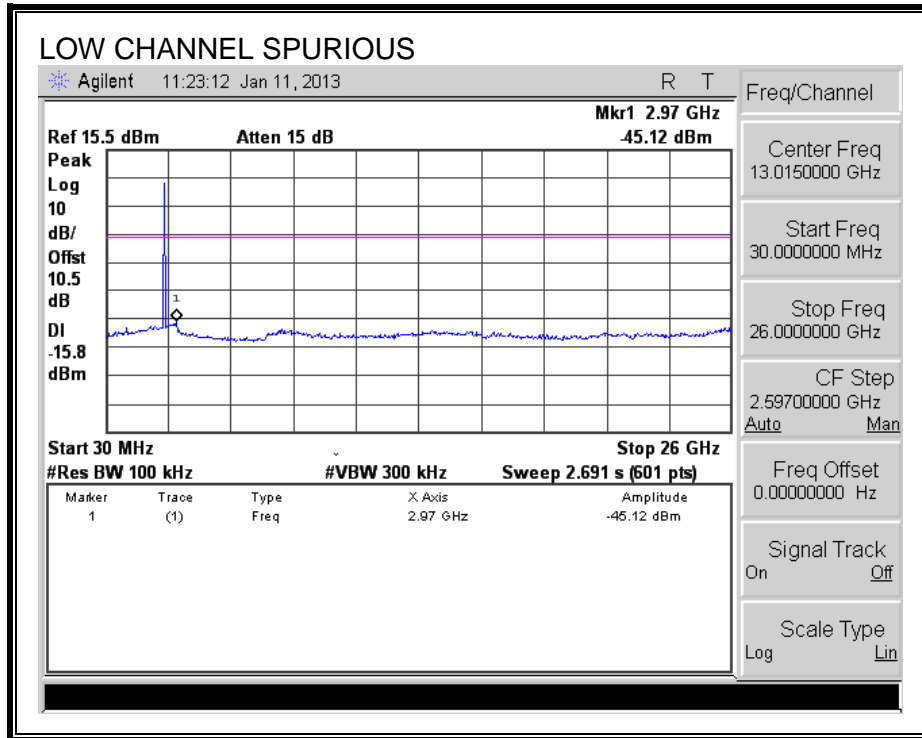 LOW CHANNEL SPURIOUS
Agilent 11:23:12 Jan 11, 2013 R T
Mkr1 2.97 GHz
Ref 15.5 dBm Atten 15 dB -45.12 dBm
Peak
Log
10
dB/
Offst
10.5
dB
DI
-15.8
dBm
1
Start 30 MHz Stop 26 GHz
#Res BW 100 kHz #VBW 300 kHz Sweep 2.691 s (601 pts)
Marker Trace Type X Axis Amplitude
1 (1) Freq 2.97 GHz -45.12 dBm
Freq/Channel
Center Freq
13.0150000 GHz
Start Freq
30.0000000 MHz
Stop Freq
26.0000000 GHz
CF Step
2.59700000 GHz
Auto Man
Freq Offset
0.00000000 Hz
Signal Track
On Off
Scale Type
Log Lin